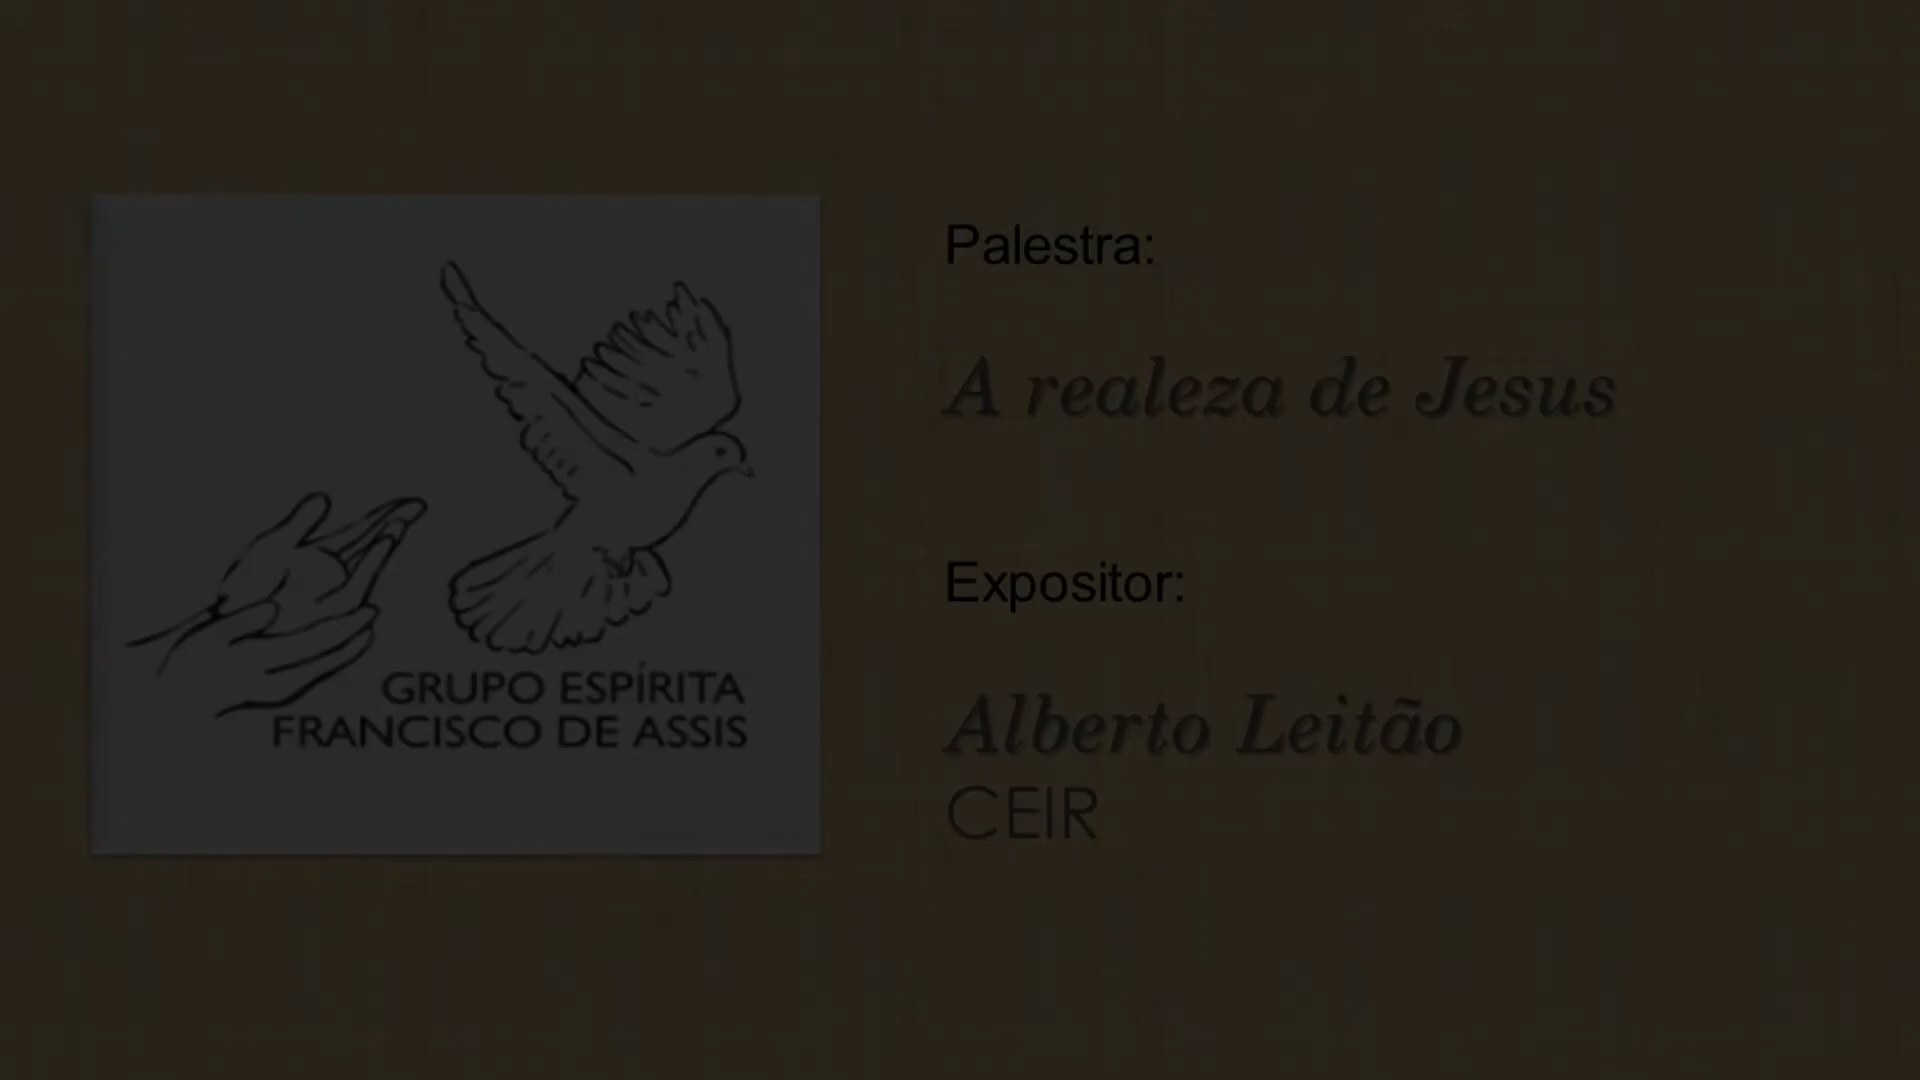 GRUPO ESPÍRITA
FRANCISCO DE ASSIS
Palestra:
A realeza de Jesus
Expositor:
Alberto Leitão
CEIR